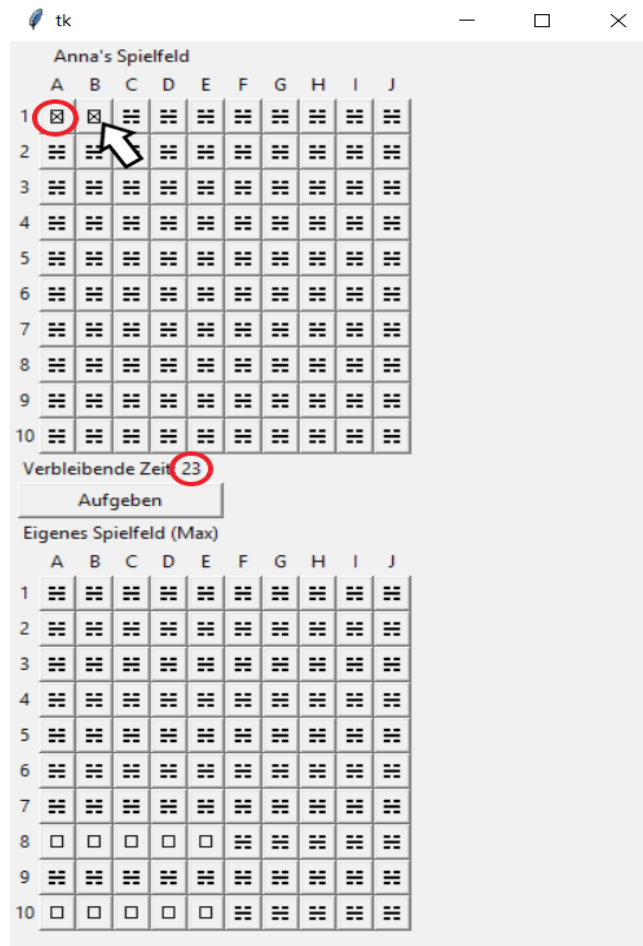 tk
Anna's Spielfeld
A B C D E F G H I J
1 ☒ ☒ ䷜ ䷜ ䷜ ䷜ ䷜ ䷜ ䷜ ䷜
2 ䷜ ䷜ ䷜ ䷜ ䷜ ䷜ ䷜ ䷜ ䷜
3 ䷜ ䷜ ䷜ ䷜ ䷜ ䷜ ䷜ ䷜ ䷜ ䷜
4 ䷜ ䷜ ䷜ ䷜ ䷜ ䷜ ䷜ ䷜ ䷜ ䷜
5 ䷜ ䷜ ䷜ ䷜ ䷜ ䷜ ䷜ ䷜ ䷜ ䷜
6 ䷜ ䷜ ䷜ ䷜ ䷜ ䷜ ䷜ ䷜ ䷜ ䷜
7 ䷜ ䷜ ䷜ ䷜ ䷜ ䷜ ䷜ ䷜ ䷜ ䷜
8 ䷜ ䷜ ䷜ ䷜ ䷜ ䷜ ䷜ ䷜ ䷜ ䷜
9 ䷜ ䷜ ䷜ ䷜ ䷜ ䷜ ䷜ ䷜ ䷜ ䷜
10 ䷜ ䷜ ䷜ ䷜ ䷜ ䷜ ䷜ ䷜ ䷜ ䷜
Verbleibende Zeit: 23
Aufgeben
Eigenes Spielfeld (Max)
A B C D E F G H I J
1 ䷜ ䷜ ䷜ ䷜ ䷜ ䷜ ䷜ ䷜ ䷜ ䷜
2 ䷜ ䷜ ䷜ ䷜ ䷜ ䷜ ䷜ ䷜ ䷜ ䷜
3 ䷜ ䷜ ䷜ ䷜ ䷜ ䷜ ䷜ ䷜ ䷜ ䷜
4 ䷜ ䷜ ䷜ ䷜ ䷜ ䷜ ䷜ ䷜ ䷜ ䷜
5 ䷜ ䷜ ䷜ ䷜ ䷜ ䷜ ䷜ ䷜ ䷜ ䷜
6 ䷜ ䷜ ䷜ ䷜ ䷜ ䷜ ䷜ ䷜ ䷜ ䷜
7 ䷜ ䷜ ䷜ ䷜ ䷜ ䷜ ䷜ ䷜ ䷜ ䷜
8 □ □ □ □ □ ䷜ ䷜ ䷜ ䷜ ䷜
9 ䷜ ䷜ ䷜ ䷜ ䷜ ䷜ ䷜ ䷜ ䷜ ䷜
10 □ □ □ □ □ ䷜ ䷜ ䷜ ䷜ ䷜